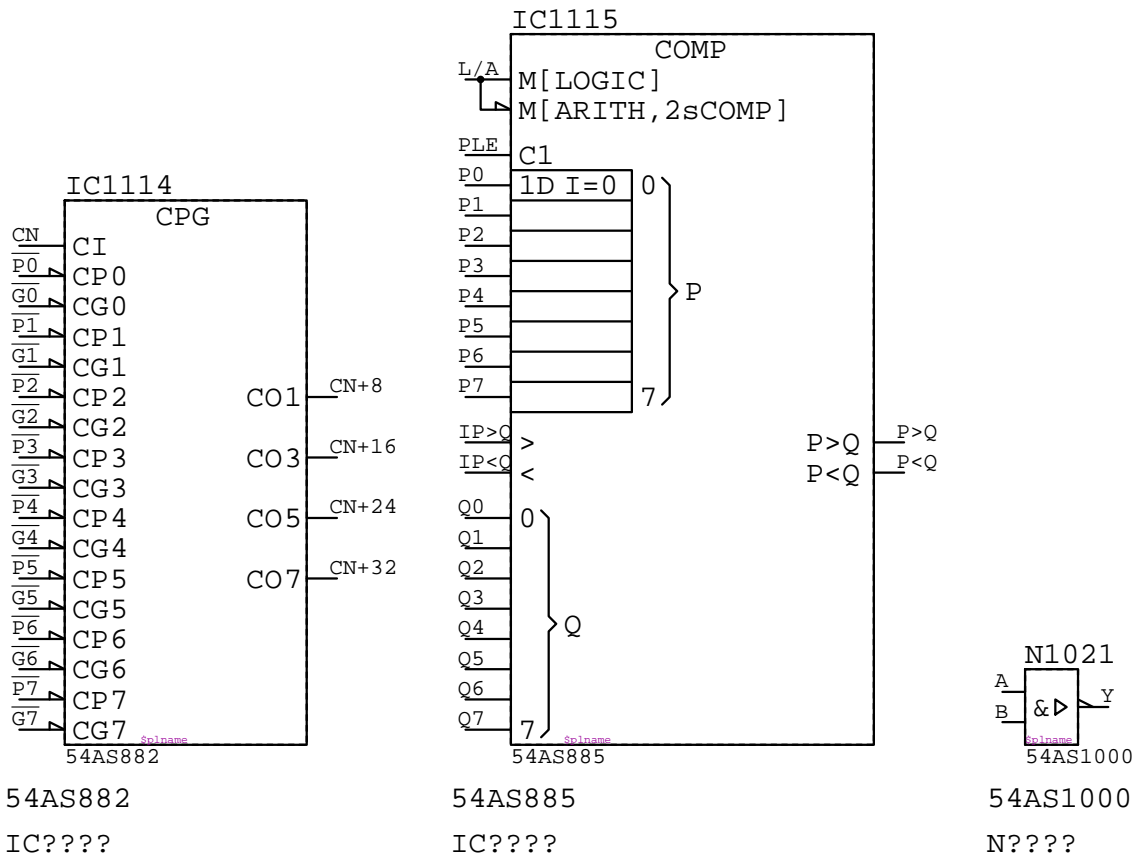 IC1114
CPG
CN CI
P0 CP0
G0 CG0
P1 CP1
G1 CG1
P2 CP2 CO1 CN+8
G2 CG2
P3 CP3 CO3 CN+16
G3 CG3
P4 CP4 CO5 CN+24
G4 CG4
P5 CP5 CO7 CN+32
G5 CG5
P6 CP6
G6 CG6
P7 CP7
G7 CG7
$plname
54AS882
54AS882
IC????
IC1115
COMP
L/A M[LOGIC]
M[ARITH,2sCOMP]
PLE C1
P0 1D I=0 0
P1
P2
P3
P4 P
P5
P6
P7 7
IP>Q > P>Q P>Q
IP<Q < P<Q P<Q
Q0 0
Q1
Q2
Q3
Q4 Q
Q5
Q6
Q7 7
$plname
54AS885
54AS885
IC????
N1021
A & Y
B
$plname
54AS1000
54AS1000
N????